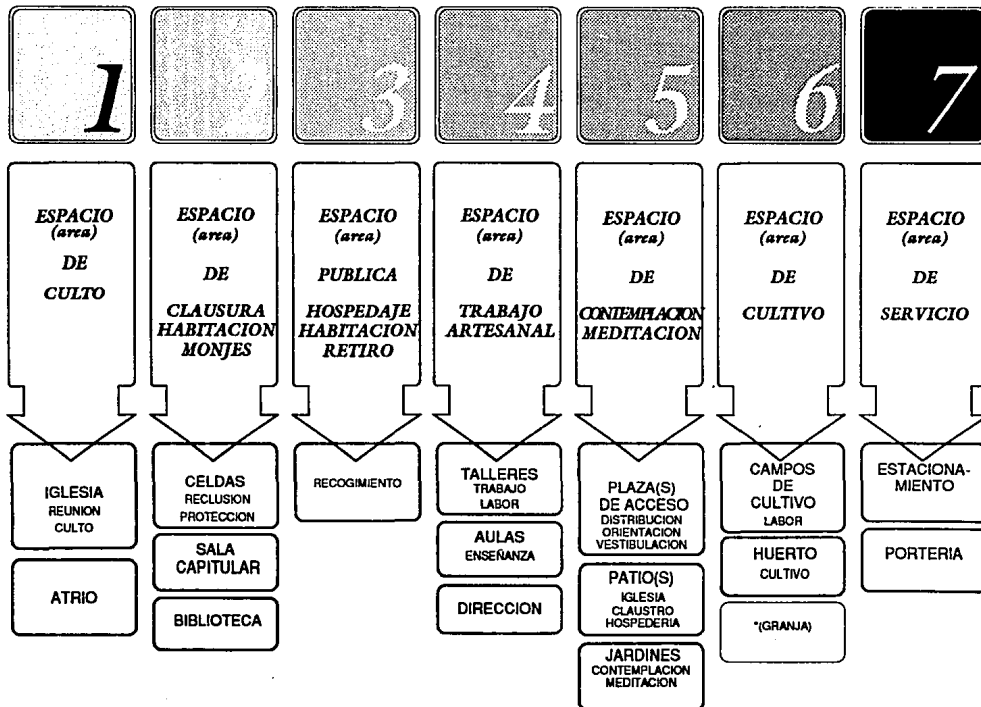 1
2
3
4
5
6
7
ESPACIO
(area)
DE
CULTO
ESPACIO
(area)
DE
CLAUSURA
HABITACION
MONJES
ESPACIO
(area)
PUBLICA
HOSPEDAJE
HABITACION
RETIRO
ESPACIO
(area)
DE
TRABAJO
ARTESANAL
ESPACIO
(area)
DE
CONTEMPLACION
MEDITACION
ESPACIO
(area)
DE
CULTIVO
ESPACIO
(area)
DE
SERVICIO
IGLESIA
REUNION
CULTO
ATRIO
CELDAS
RECLUSION
PROTECCION
SALA
CAPITULAR
BIBLIOTECA
RECOGIMIENTO
TALLERES
TRABAJO
LABOR
AULAS
ENSEÑANZA
DIRECCION
PLAZA(S)
DE ACCESO
DISTRIBUCION
ORIENTACION
VESTIBULACION
PATIO(S)
IGLESIA
CLAUSTRO
HOSPEDERIA
JARDINES
CONTEMPLACION
MEDITACION
CAMPOS
DE
CULTIVO
LABOR
HUERTO
CULTIVO
*(GRANJA)
ESTACIONA-
MIENTO
PORTERIA